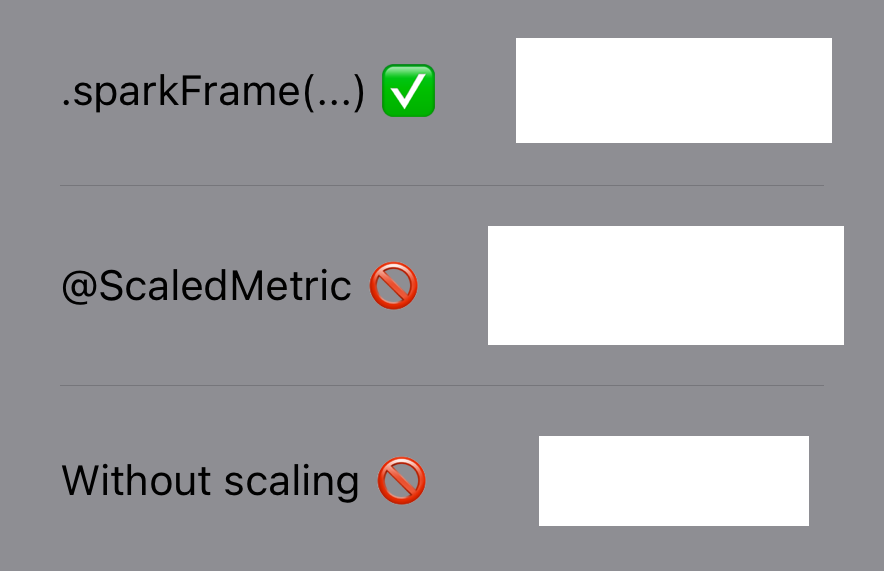 .sparkFrame(...) ✅
@ScaledMetric 🚫
Without scaling 🚫